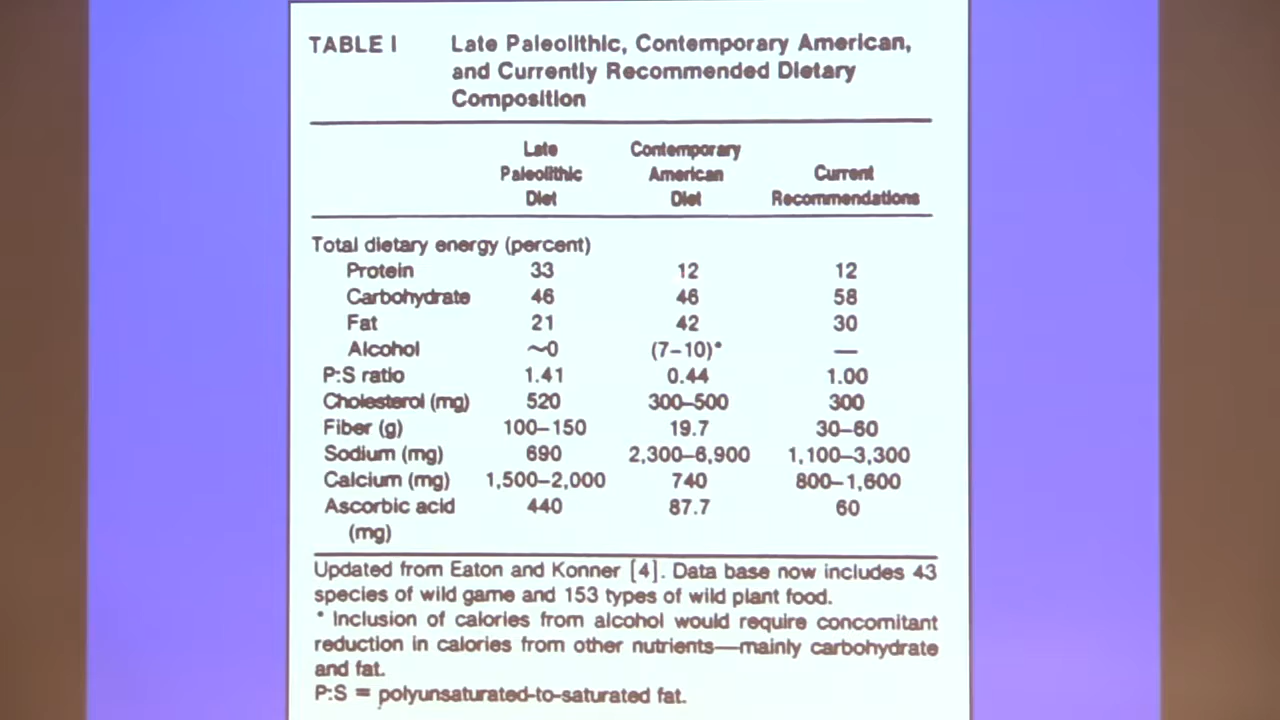 TABLE I Late Paleolithic, Contemporary American,
and Currently Recommended Dietary
Composition
Late Paleolithic Diet Contemporary American Diet Current Recommendations
Total dietary energy (percent)
Protein 33 12 12
Carbohydrate 46 46 58
Fat 21 42 30
Alcohol ~0 (7–10)* —
P:S ratio 1.41 0.44 1.00
Cholesterol (mg) 520 300–500 300
Fiber (g) 100–150 19.7 30–60
Sodium (mg) 690 2,300–6,900 1,100–3,300
Calcium (mg) 1,500–2,000 740 800–1,600
Ascorbic acid 440 87.7 60
(mg)
Updated from Eaton and Konner [4]. Data base now includes 43
species of wild game and 153 types of wild plant food.
* Inclusion of calories from alcohol would require concomitant
reduction in calories from other nutrients—mainly carbohydrate
and fat.
P:S = polyunsaturated-to-saturated fat.